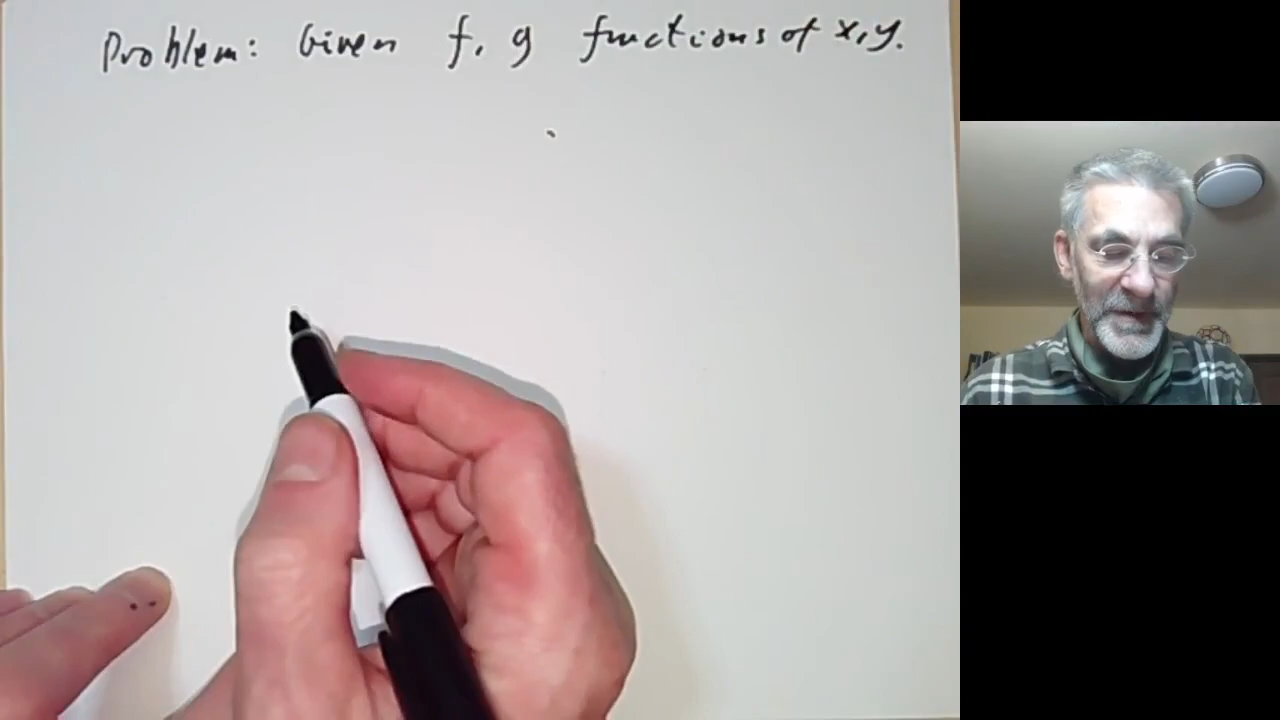 Problem: Given f, g functions of x, y.